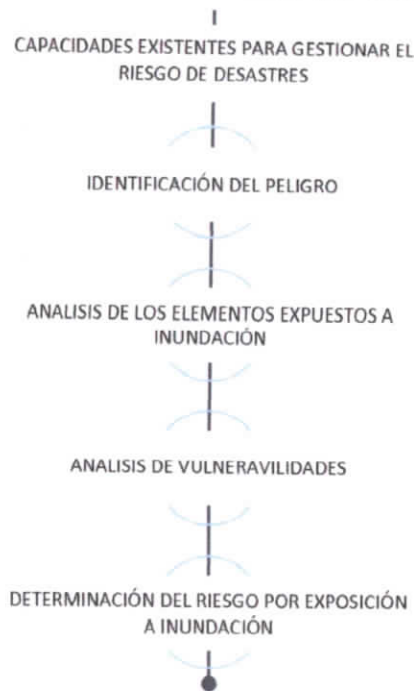 CAPACIDADES EXISTENTES PARA GESTIONAR EL
RIESGO DE DESASTRES
IDENTIFICACIÓN DEL PELIGRO
ANALISIS DE LOS ELEMENTOS EXPUESTOS A
INUNDACIÓN
ANALISIS DE VULNERAVILIDADES
DETERMINACIÓN DEL RIESGO POR EXPOSICIÓN
A INUNDACIÓN